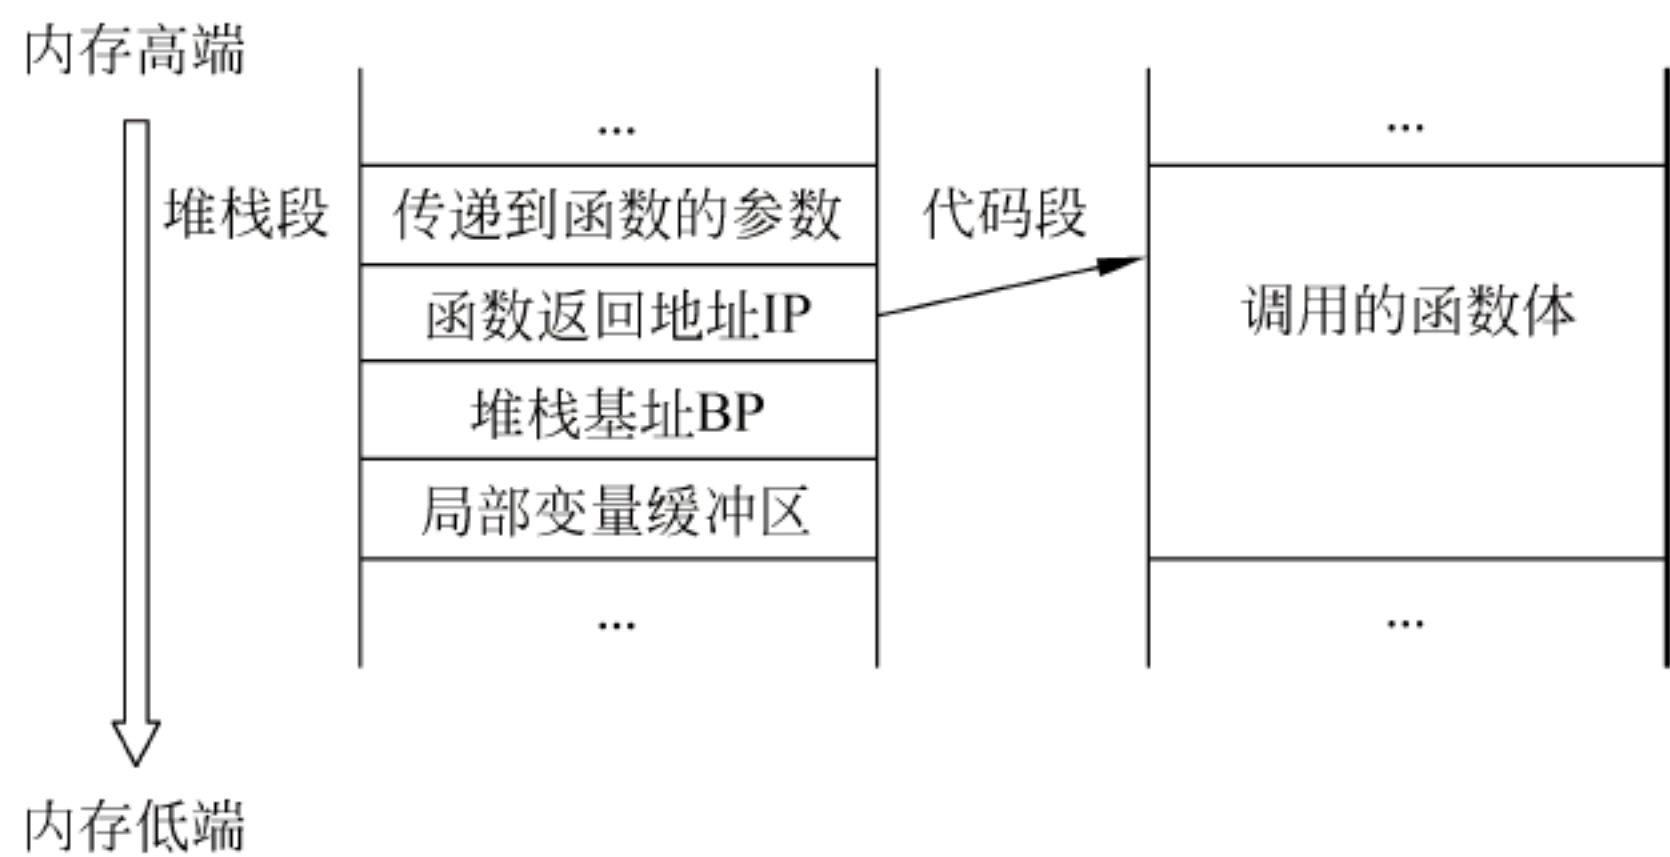 内存高端
...
...
堆栈段
传递到函数的参数
代码段
函数返回地址IP
调用的函数体
堆栈基址BP
局部变量缓冲区
...
...
内存低端